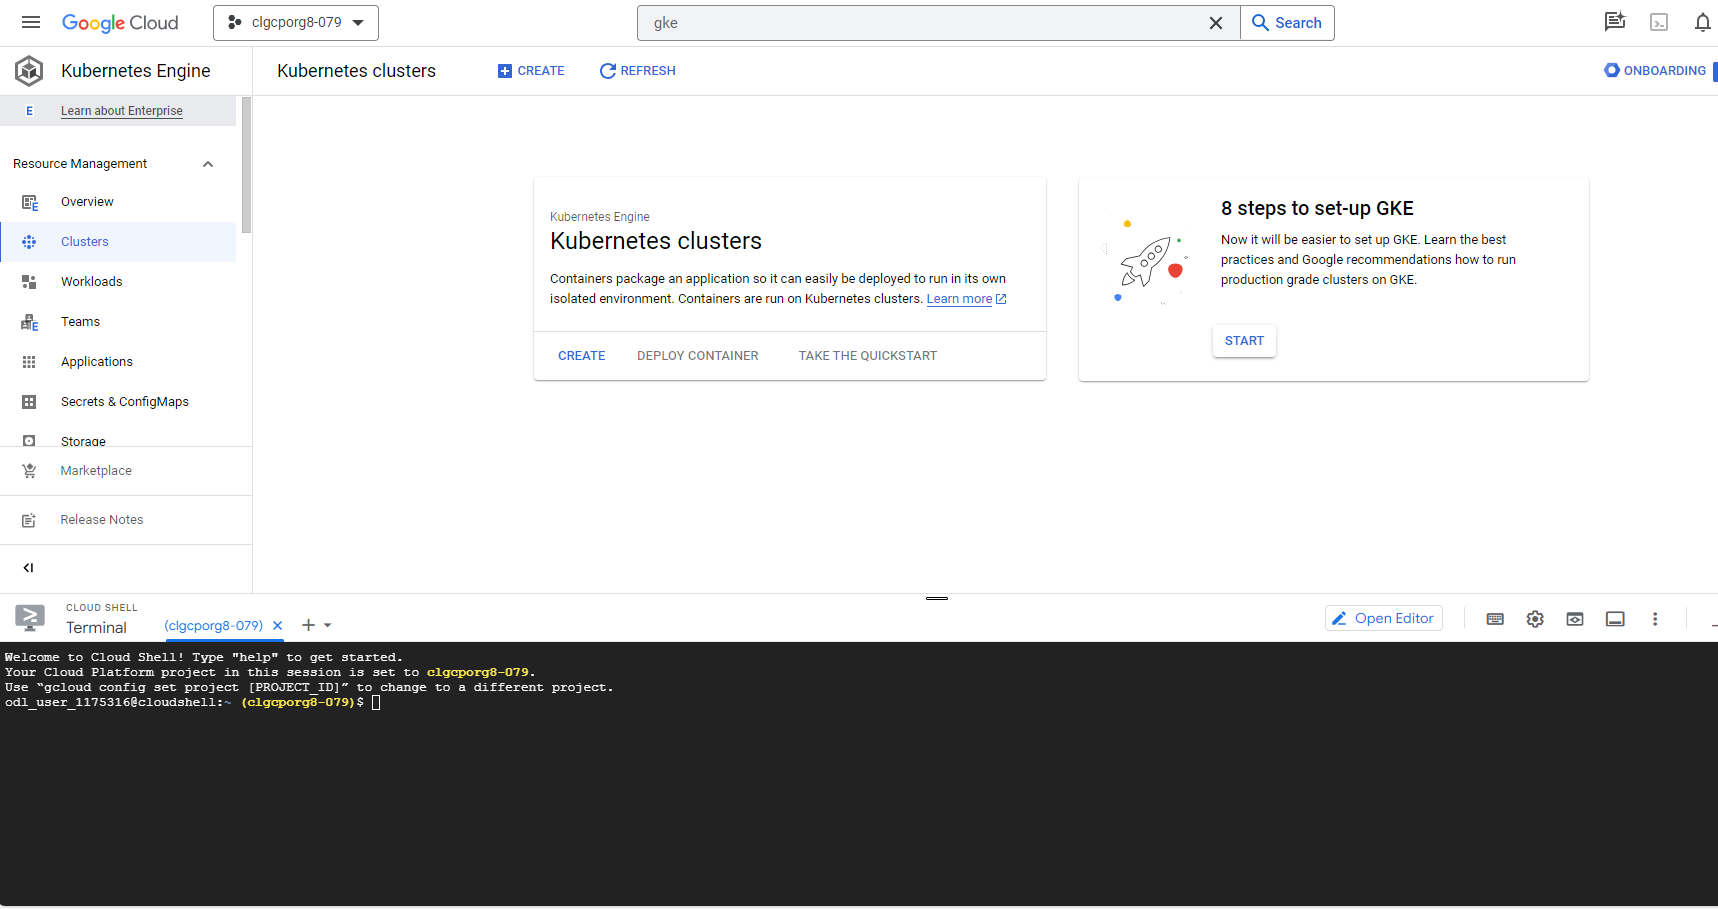 Google Cloud
clgcporg8-079
gke
Search
Kubernetes Engine
Kubernetes clusters
CREATE
REFRESH
ONBOARDING
E
Learn about Enterprise
Resource Management
Overview
Clusters
Workloads
Teams
Applications
Secrets & ConfigMaps
Storage
Marketplace
Release Notes
Kubernetes Engine
Kubernetes clusters
Containers package an application so it can easily be deployed to run in its own
isolated environment. Containers are run on Kubernetes clusters. Learn more
CREATE
DEPLOY CONTAINER
TAKE THE QUICKSTART
8 steps to set-up GKE
Now it will be easier to set up GKE. Learn the best
practices and Google recommendations how to run
production grade clusters on GKE.
START
CLOUD SHELL
Terminal
(clgcporg8-079)
Open Editor
Welcome to Cloud Shell! Type "help" to get started.
Your Cloud Platform project in this session is set to clgcporg8-079.
Use “gcloud config set project [PROJECT_ID]” to change to a different project.
odl_user_1175316@cloudshell:~ (clgcporg8-079)$